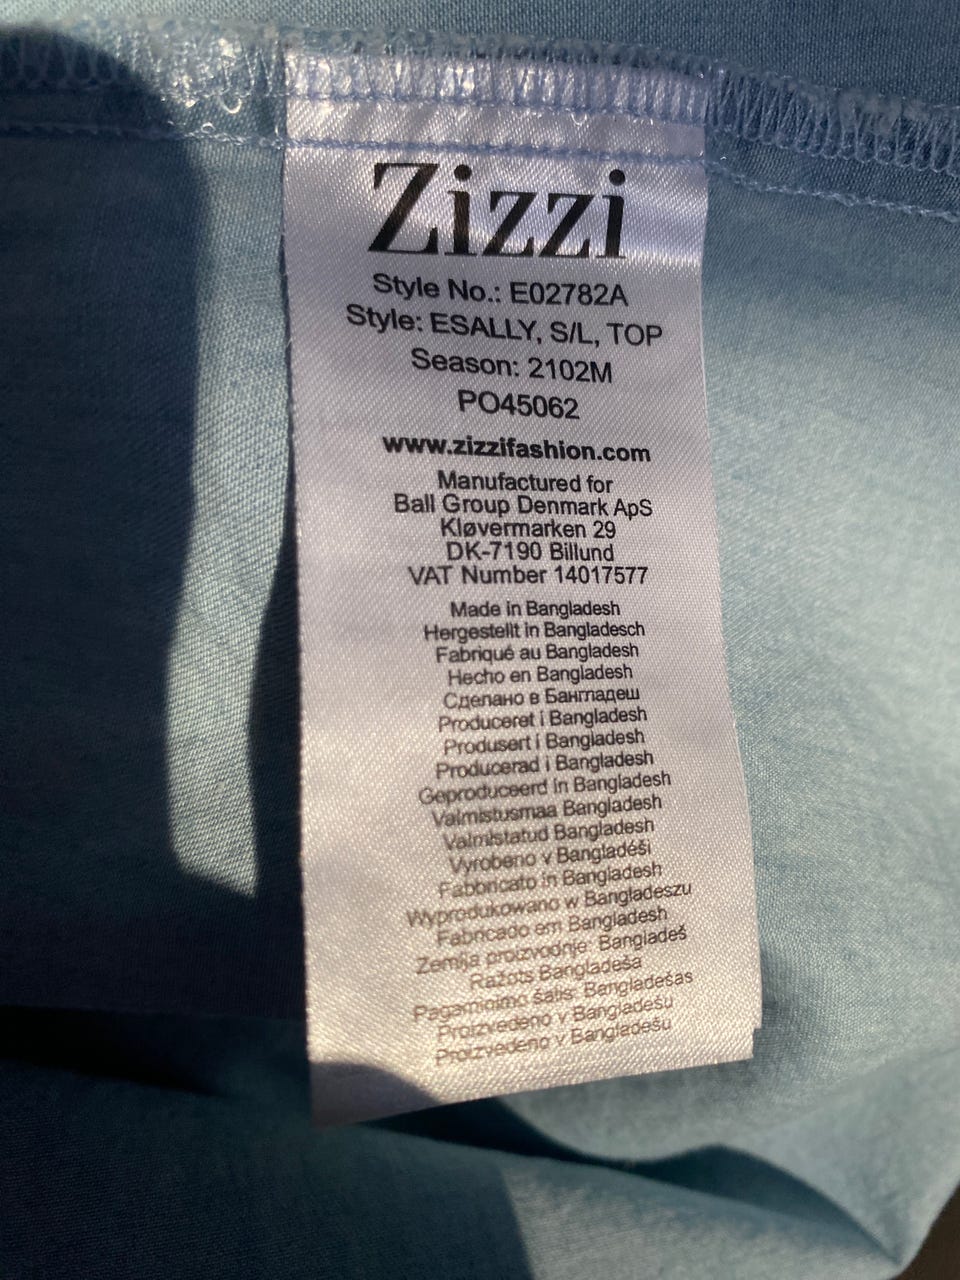 Zizzi
Style No.: E02782A
Style: ESALLY, S/L, TOP
Season: 2102M
PO45062
www.zizzifashion.com
Manufactured for
Ball Group Denmark ApS
Kløvermarken 29
DK-7190 Billund
VAT Number 14017577
Made in Bangladesh
Hergestellt in Bangladesch
Fabriqué au Bangladesh
Hecho en Bangladesh
Сделано в Бангладеш
Produceret i Bangladesh
Produsert i Bangladesh
Producerad i Bangladesh
Geproduceerd in Bangladesh
Valmistusmaa Bangladesh
Valmistatud Bangladesh
Vyrobeno v Bangladéši
Fabbricato in Bangladesh
Wyprodukowano w Bangladeszu
Fabricado em Bangladesh
Zemlja proizvodnje: Bangladeš
Ražots Bangladeša
Pagaminimo šalis: Bangladešas
Proizvedeno v Bangladešu
Proizvedeno v Bangladešu